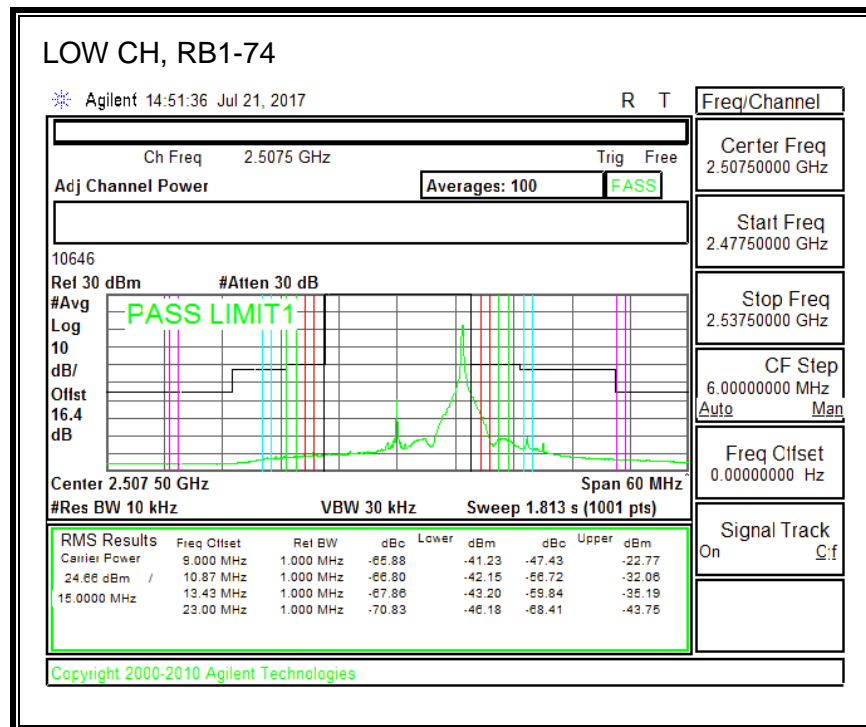 LOW CH, RB1-74
Agilent 14:51:36 Jul 21, 2017 R T
Freq/Channel
Ch Freq 2.5075 GHz Trig Free
Adj Channel Power Averages: 100 PASS
10646
Ref 30 dBm #Atten 30 dB
#Avg
Log
10
dB/
Offst
16.4
dB
PASS LIMIT1
Center 2.507 50 GHz Span 60 MHz
#Res BW 10 kHz VBW 30 kHz Sweep 1.813 s (1001 pts)
RMS Results Freq Offset Ref BW dBc Lower dBm dBc Upper dBm
Carrier Power 9.000 MHz 1.000 MHz -65.88 -41.23 -47.43 -22.77
24.66 dBm / 10.87 MHz 1.000 MHz -66.80 -42.15 -56.72 -32.06
15.0000 MHz 13.43 MHz 1.000 MHz -67.86 -43.20 -59.84 -35.19
23.00 MHz 1.000 MHz -70.83 -46.18 -68.41 -43.75
Copyright 2000-2010 Agilent Technologies
Center Freq
2.50750000 GHz
Start Freq
2.47750000 GHz
Stop Freq
2.53750000 GHz
CF Step
6.00000000 MHz
Auto Man
Freq Offset
0.00000000 Hz
Signal Track
On Off